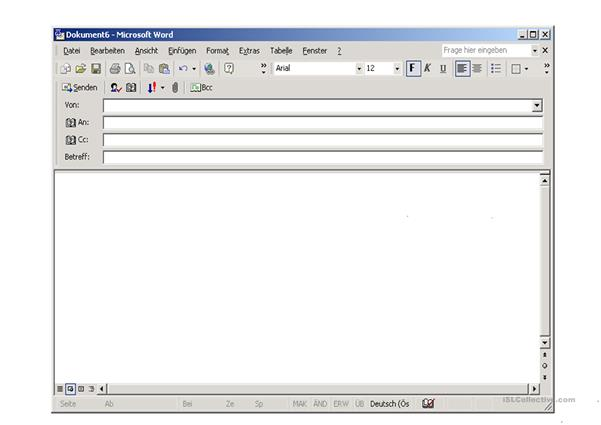 Dokument6 - Microsoft Word
Datei Bearbeiten Ansicht Einfügen Format Extras Tabelle Fenster ? Frage hier eingeben
Arial 12 F K U
Senden Bcc
Von:
An:
Cc:
Betreff:
Seite Ab Bei Ze Sp MAK ÄND ERW ÜB Deutsch (Ös
iSLCollective.com